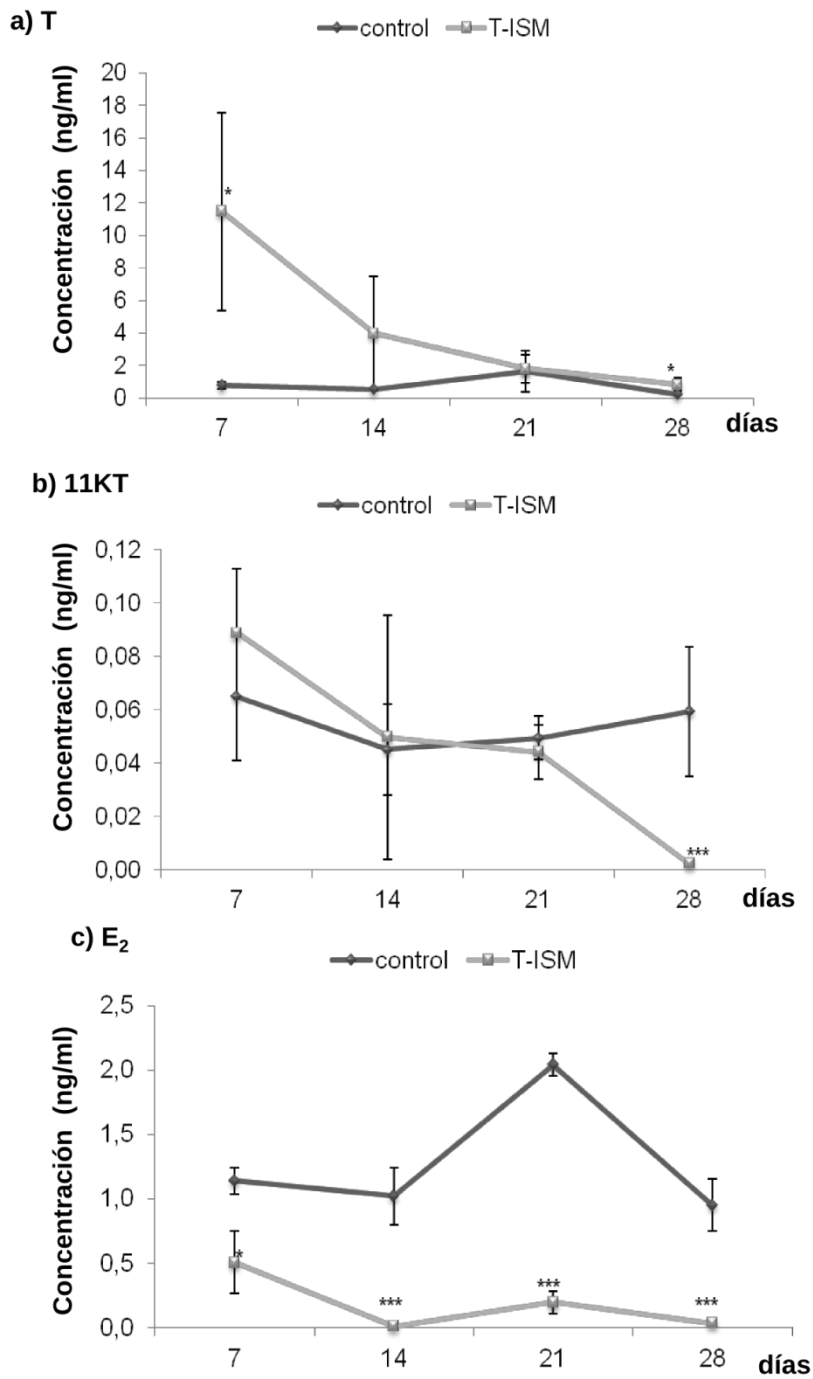 a) T
control T-ISM
Concentración (ng/ml)
20
18
16
14
12
10
8
6
4
2
0
*
*
7 14 21 28 días
b) 11KT
control T-ISM
Concentración (ng/ml)
0,12
0,10
0,08
0,06
0,04
0,02
0,00
***
7 14 21 28 días
c) E2
control T-ISM
Concentración (ng/ml)
2,5
2,0
1,5
1,0
0,5
0,0
*
*** *** ***
7 14 21 28 días